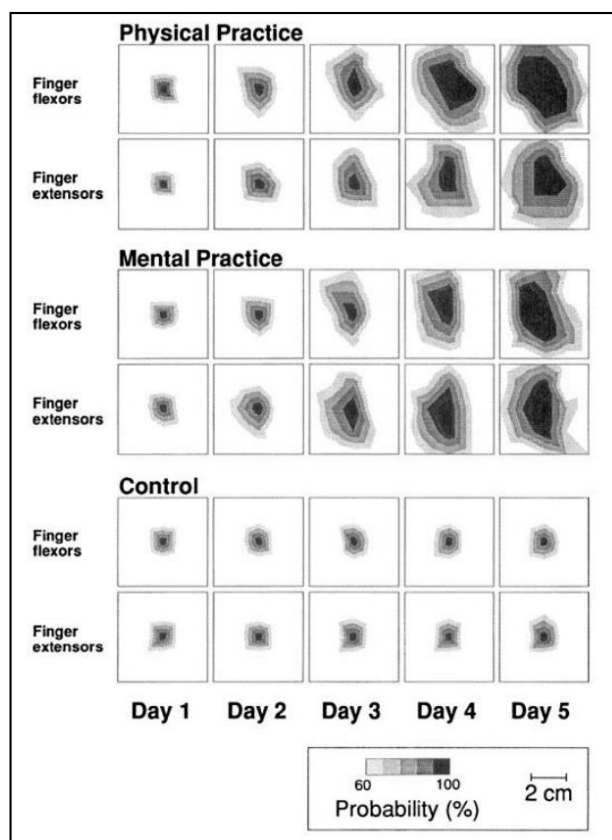 Physical Practice
Finger
flexors
Finger
extensors
Mental Practice
Finger
flexors
Finger
extensors
Control
Finger
flexors
Finger
extensors
Day 1 Day 2 Day 3 Day 4 Day 5
60 100
Probability (%)
2 cm